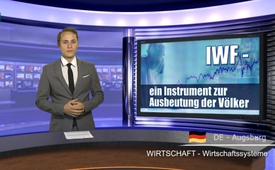 IWF -
ein Instrument zur
Ausbeutung der Völker
DE - Augsburg
WIRTSCHAFT - Wirtschaftssysteme